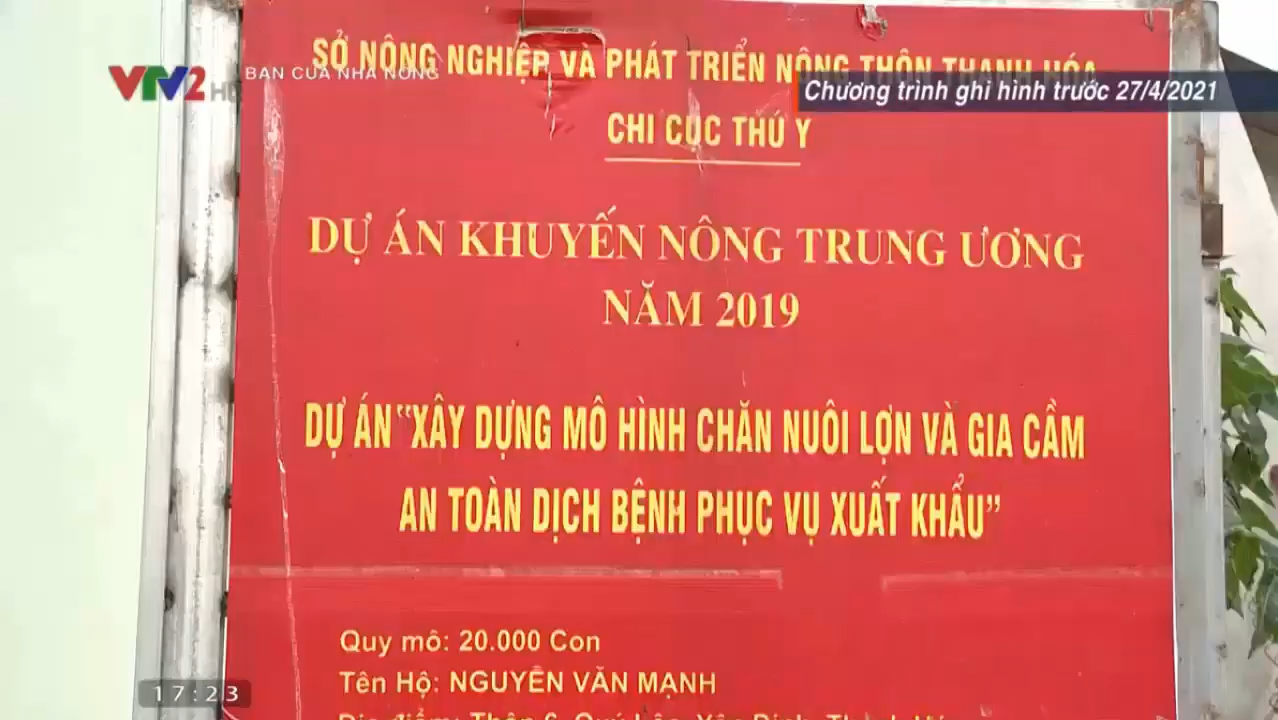 SỞ NÔNG NGHIỆP VÀ PHÁT TRIỂN NÔNG THÔN THANH HÓA
VTV2 HD
BẠN CỦA NHÀ NÔNG
Chương trình ghi hình trước 27/4/2021
CHI CỤC THÚ Y
DỰ ÁN KHUYẾN NÔNG TRUNG ƯƠNG
NĂM 2019
DỰ ÁN "XÂY DỰNG MÔ HÌNH CHĂN NUÔI LỢN VÀ GIA CẦM
AN TOÀN DỊCH BỆNH PHỤC VỤ XUẤT KHẨU"
Quy mô: 20.000 Con
Tên Hộ: NGUYỄN VĂN MẠNH
17:23